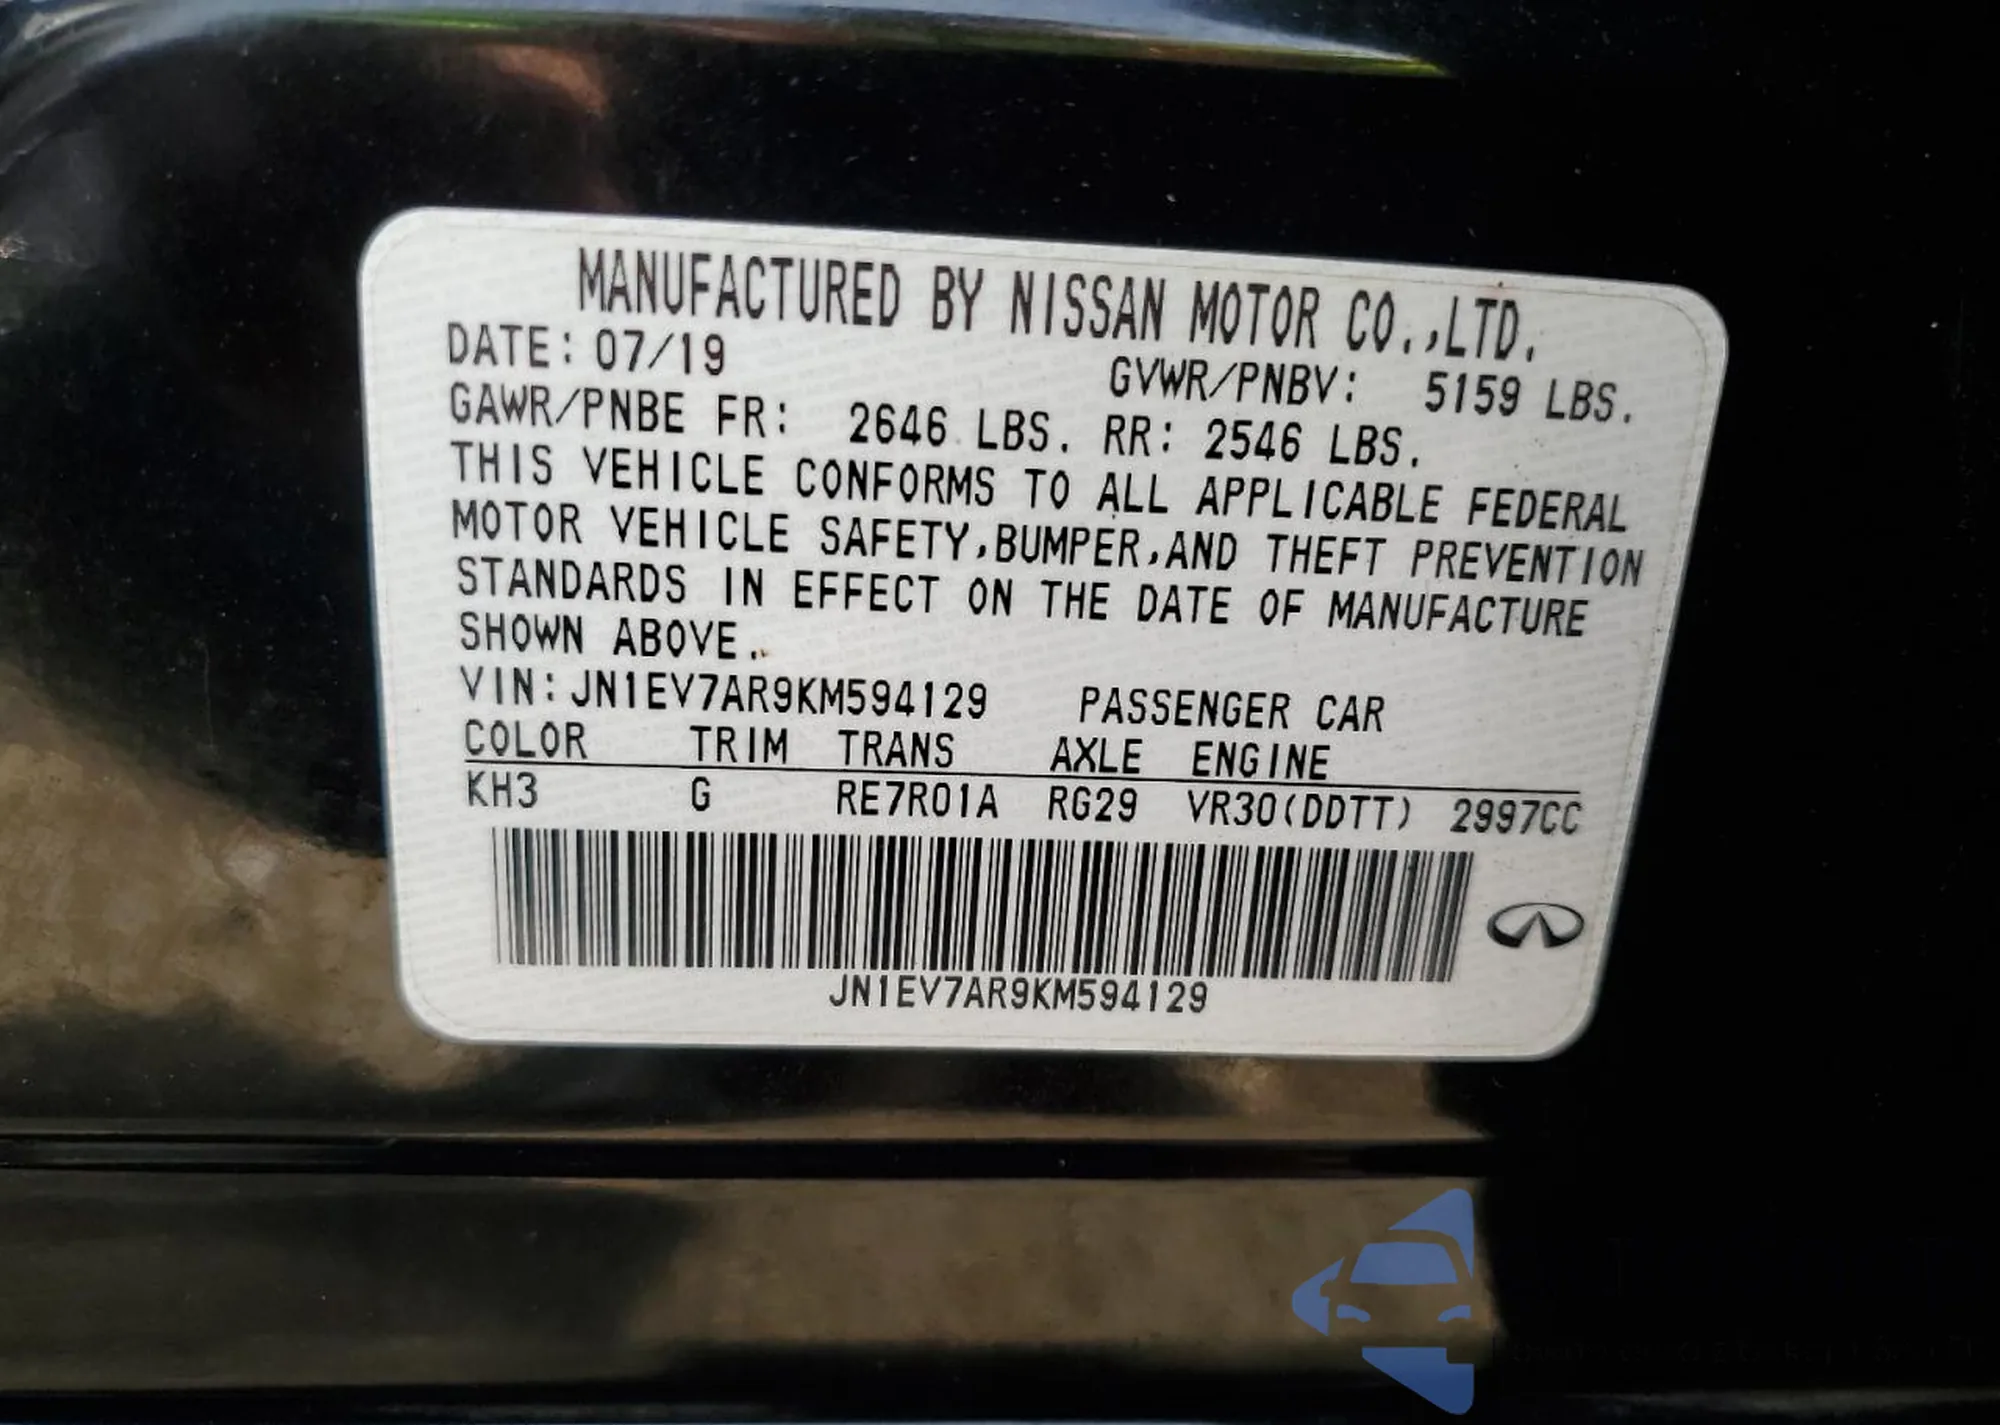 MANUFACTURED BY NISSAN MOTOR CO.,LTD.
DATE: 07/19 GVWR/PNBV: 5159 LBS.
GAWR/PNBE FR: 2646 LBS. RR: 2546 LBS.
THIS VEHICLE CONFORMS TO ALL APPLICABLE FEDERAL
MOTOR VEHICLE SAFETY,BUMPER,AND THEFT PREVENTION
STANDARDS IN EFFECT ON THE DATE OF MANUFACTURE
SHOWN ABOVE.
VIN:JN1EV7AR9KM594129 PASSENGER CAR
COLOR TRIM TRANS AXLE ENGINE
KH3 G RE7R01A RG29 VR30(DDTT) 2997CC
JN1EV7AR9KM594129